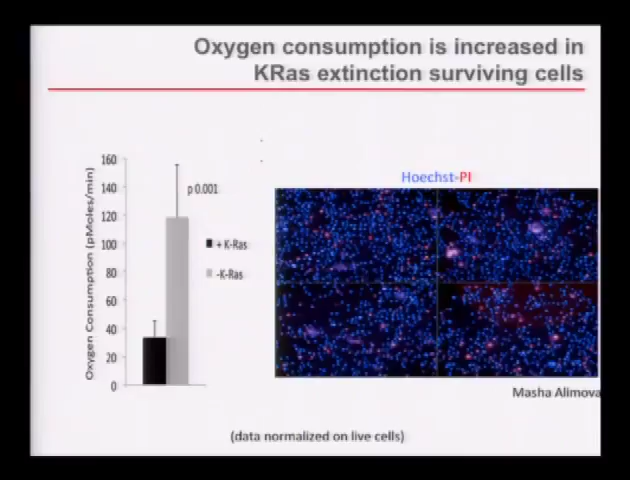 Oxygen consumption is increased in
KRas extinction surviving cells
Oxygen Consumption (pMoles/min)
160
140
120
100
80
60
40
20
0
p 0.001
+ K-Ras
-K-Ras
Hoechst-PI
Masha Alimova
(data normalized on live cells)